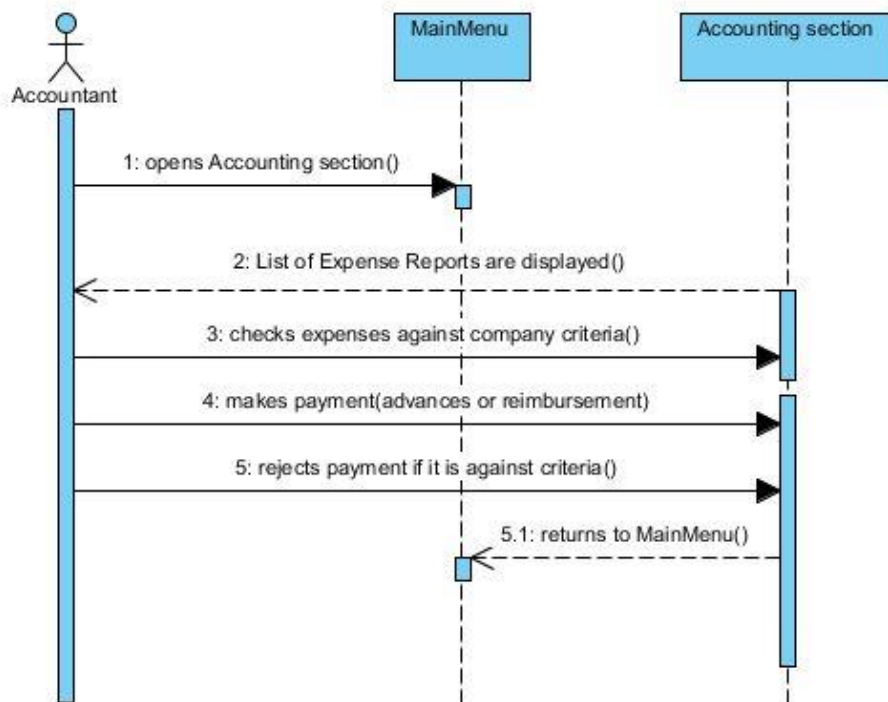 MainMenu
Accounting section
Accountant
1: opens Accounting section()
2: List of Expense Reports are displayed()
3: checks expenses against company criteria()
4: makes payment(advances or reimbursement)
5: rejects payment if it is against criteria()
5.1: returns to MainMenu()